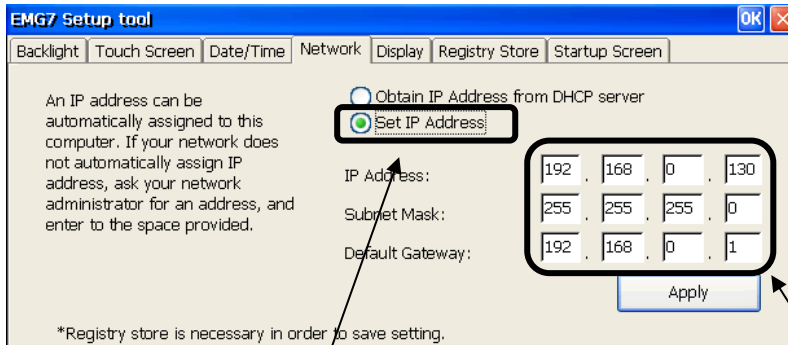 EMG7 Setup tool OK
Backlight Touch Screen Date/Time Network Display Registry Store Startup Screen
An IP address can be
automatically assigned to this
computer. If your network does
not automatically assign IP
address, ask your network
administrator for an address, and
enter to the space provided.
Obtain IP Address from DHCP server
Set IP Address
IP Address: 192 . 168 . 0 . 130
Subnet Mask: 255 . 255 . 255 . 0
Default Gateway: 192 . 168 . 0 . 1
Apply
*Registry store is necessary in order to save setting.